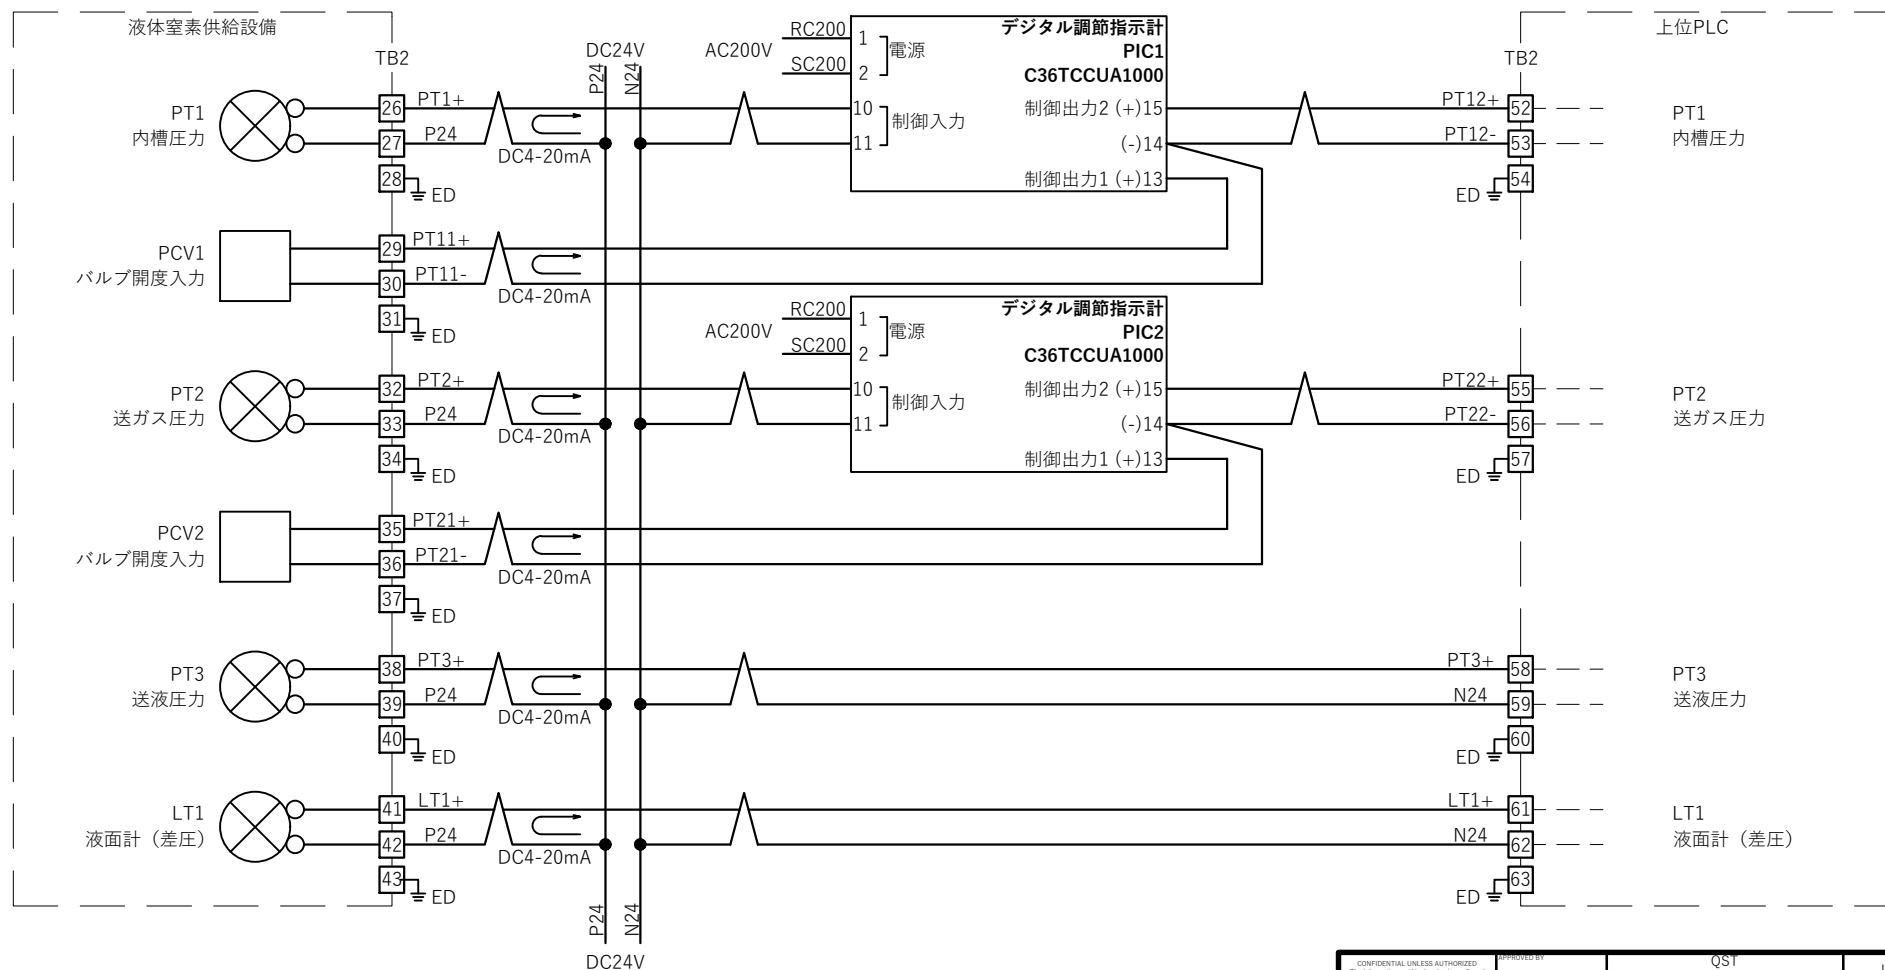 液体窒素供給設備
TB2
DC24V
P24
N24
AC200V
RC200
SC200
1
2
電源
デジタル調節指示計
PIC1
C36TCCUA1000
上位PLC
TB2
PT1
内槽圧力
26 PT1+
27 P24
28 ED
DC4-20mA
10
11
制御入力
制御出力2 (+)15
(-)14
制御出力1 (+)13
PT12+ 52
PT12- 53
ED 54
PT1
内槽圧力
PCV1
バルブ開度入力
29 PT11+
30 PT11-
31 ED
DC4-20mA
AC200V
RC200
SC200
1
2
電源
デジタル調節指示計
PIC2
C36TCCUA1000
PT2
送ガス圧力
32 PT2+
33 P24
34 ED
DC4-20mA
10
11
制御入力
制御出力2 (+)15
(-)14
制御出力1 (+)13
PT22+ 55
PT22- 56
ED 57
PT2
送ガス圧力
PCV2
バルブ開度入力
35 PT21+
36 PT21-
37 ED
DC4-20mA
PT3
送液圧力
38 PT3+
39 P24
40 ED
DC4-20mA
PT3+ 58
N24 59
ED 60
PT3
送液圧力
LT1
液面計（差圧）
41 LT1+
42 P24
43 ED
DC4-20mA
LT1+ 61
N24 62
ED 63
LT1
液面計（差圧）
P24
N24
DC24V
CONFIDENTIAL UNLESS AUTHORIZED
APPROVED BY
QST